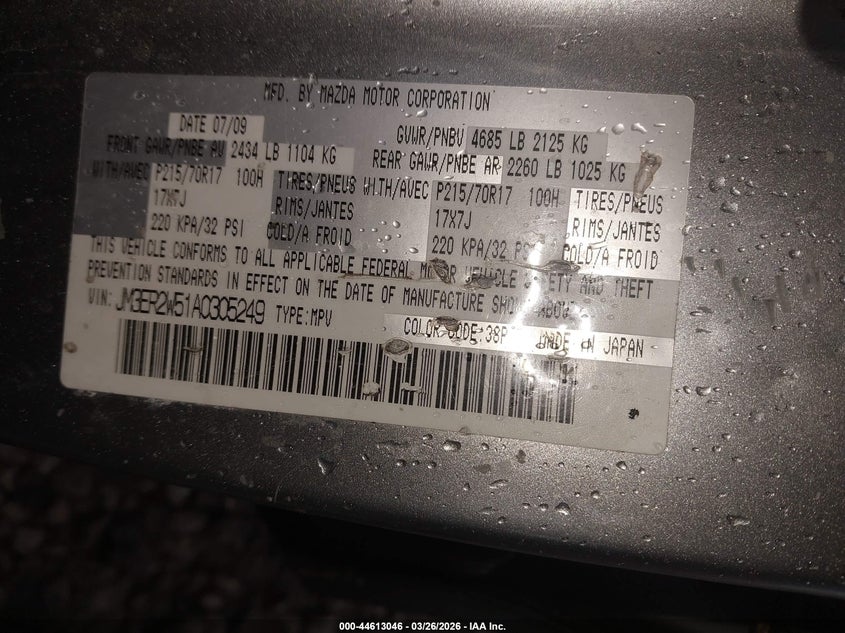 MFD. BY MAZDA MOTOR CORPORATION
DATE 07/09 GVWR/PNBV 4685 LB 2125 KG
FRONT GAWR/PNBE AV 2434 LB 1104 KG REAR GAWR/PNBE AR 2260 LB 1025 KG
WITH/AVEC P215/70R17 100H TIRES/PNEUS WITH/AVEC P215/70R17 100H TIRES/PNEUS
17X7J RIMS/JANTES 17X7J RIMS/JANTES
220 KPA/32 PSI COLD/A FROID 220 KPA/32 PSI COLD/A FROID
THIS VEHICLE CONFORMS TO ALL APPLICABLE FEDERAL MOTOR VEHICLE SAFETY AND THEFT
PREVENTION STANDARDS IN EFFECT ON THE DATE OF MANUFACTURE SHOWN ABOVE.
VIN: JM3ER2W51A0305249 TYPE:MPV COLOR CODE:38P MADE IN JAPAN
000-44613046 - 03/26/2026 - IAA Inc.